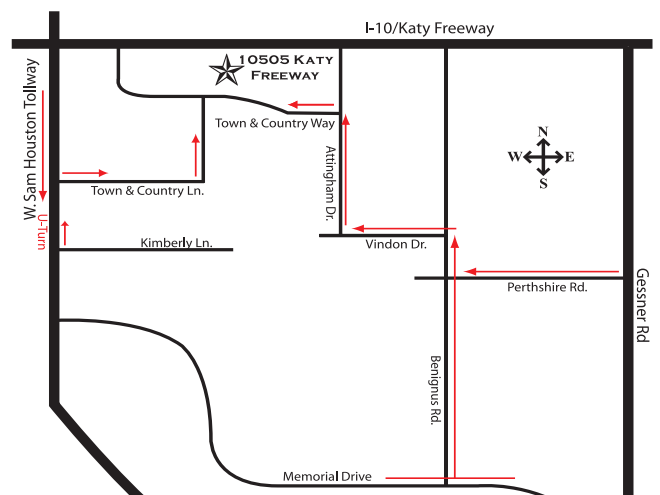 I-10/Katy Freeway
10505 Katy
Freeway
W. Sam Houston Tollway
Town & Country Way
Attingham Dr.
N
W E
S
Town & Country Ln.
U-Turn
Kimberly Ln.
Vindon Dr.
Perthshire Rd.
Gessner Rd
Benignus Rd.
Memorial Drive